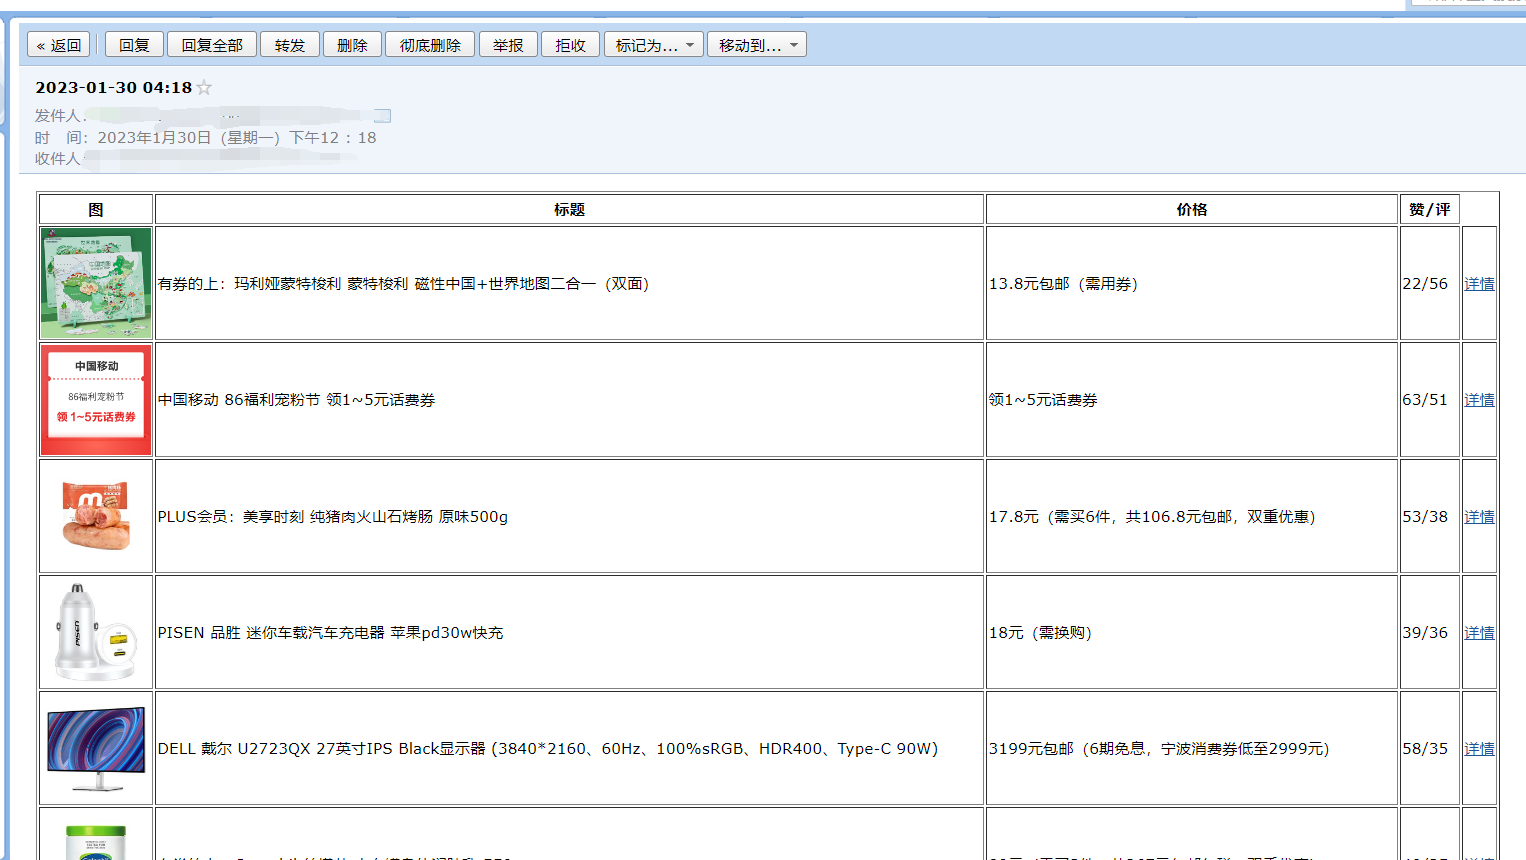 « 返回 回复 回复全部 转发 删除 彻底删除 举报 拒收 标记为... 移动到...
2023-01-30 04:18
发件人:
时 间: 2023年1月30日 (星期一) 下午12 : 18
收件人
图 标题 价格 赞/评
有券的上: 玛利娅蒙特梭利 蒙特梭利 磁性中国+世界地图二合一 (双面) 13.8元包邮 (需用券) 22/56 详情
中国移动
86福利宠粉节
领 1~5元话费券
中国移动 86福利宠粉节 领1~5元话费券 领1~5元话费券 63/51 详情
PLUS会员: 美享时刻 纯猪肉火山石烤肠 原味500g 17.8元 (需买6件, 共106.8元包邮, 双重优惠) 53/38 详情
PISEN
PISEN 品胜 迷你车载汽车充电器 苹果pd30w快充 18元 (需换购) 39/36 详情
DELL 戴尔 U2723QX 27英寸IPS Black显示器 (3840*2160、60Hz、100%sRGB、HDR400、Type-C 90W) 3199元包邮 (6期免息, 宁波消费券低至2999元) 58/35 详情